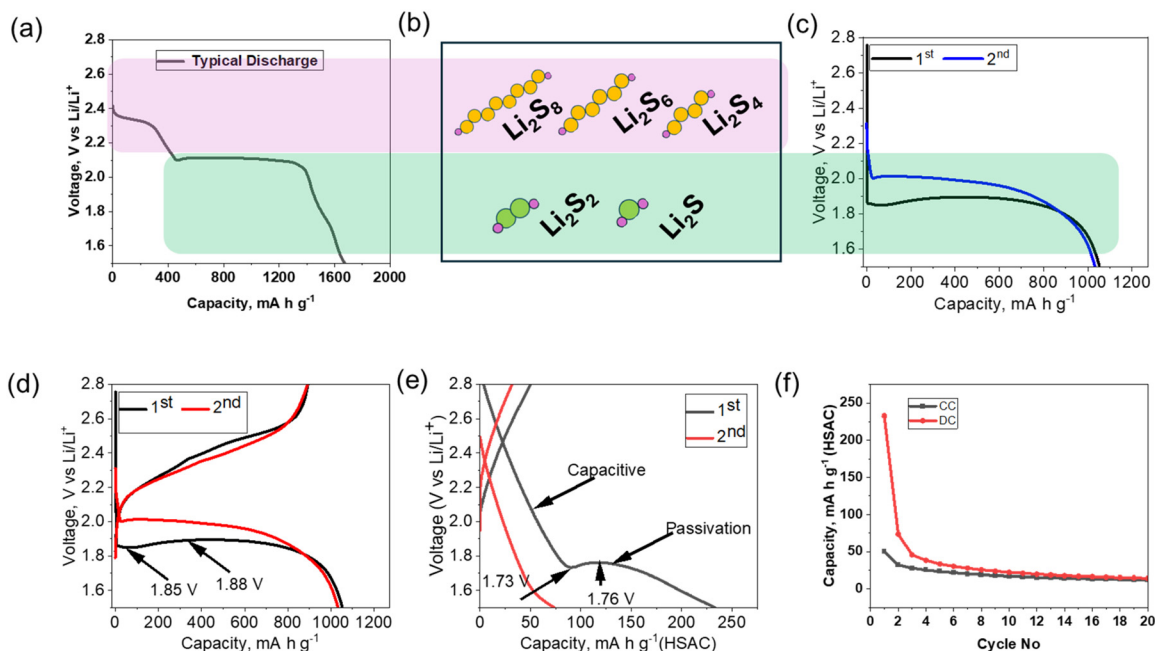 (a)
Voltage, V vs Li/Li⁺
2.8
2.6
2.4
2.2
2.0
1.8
1.6
Typical Discharge
0 400 800 1200 1600 2000
Capacity, mA h g⁻¹
(b)
Li₂S₈
Li₂S₆
Li₂S₄
Li₂S₂
Li₂S
(c)
Voltage, V vs Li/Li⁺
2.8
2.6
2.4
2.2
2.0
1.8
1.6
1ˢᵗ 2ⁿᵈ
0 200 400 600 800 1000 1200
Capacity, mA h g⁻¹
(d)
Voltage, V vs Li/Li⁺
2.8
2.6
2.4
2.2
2.0
1.8
1.6
1ˢᵗ 2ⁿᵈ
1.85 V
1.88 V
0 200 400 600 800 1000 1200
Capacity, mA h g⁻¹
(e)
Voltage (V vs Li/Li⁺)
2.8
2.6
2.4
2.2
2.0
1.8
1.6
1ˢᵗ
2ⁿᵈ
Capacitive
Passivation
1.73 V
1.76 V
0 50 100 150 200 250
Capacity, mA h g⁻¹(HSAC)
(f)
Capacity, mA h g⁻¹ (HSAC)
250
200
150
100
50
0
CC
DC
0 2 4 6 8 10 12 14 16 18 20
Cycle No